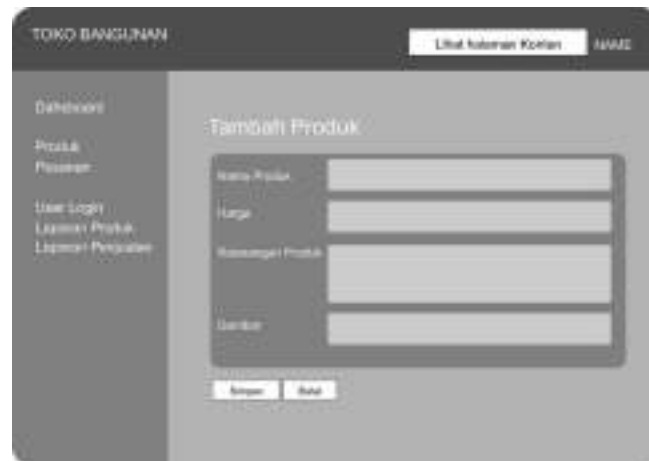 TOKO BANGUNAN
Lihat halaman Konten
NAME
Dahsboard
Produk
Pesanan
User Login
Laporan Produk
Laporan Penjualan
Tambah Produk
Nama Produk
Harga
Keterangan Produk
Gambar
Simpan
Batal